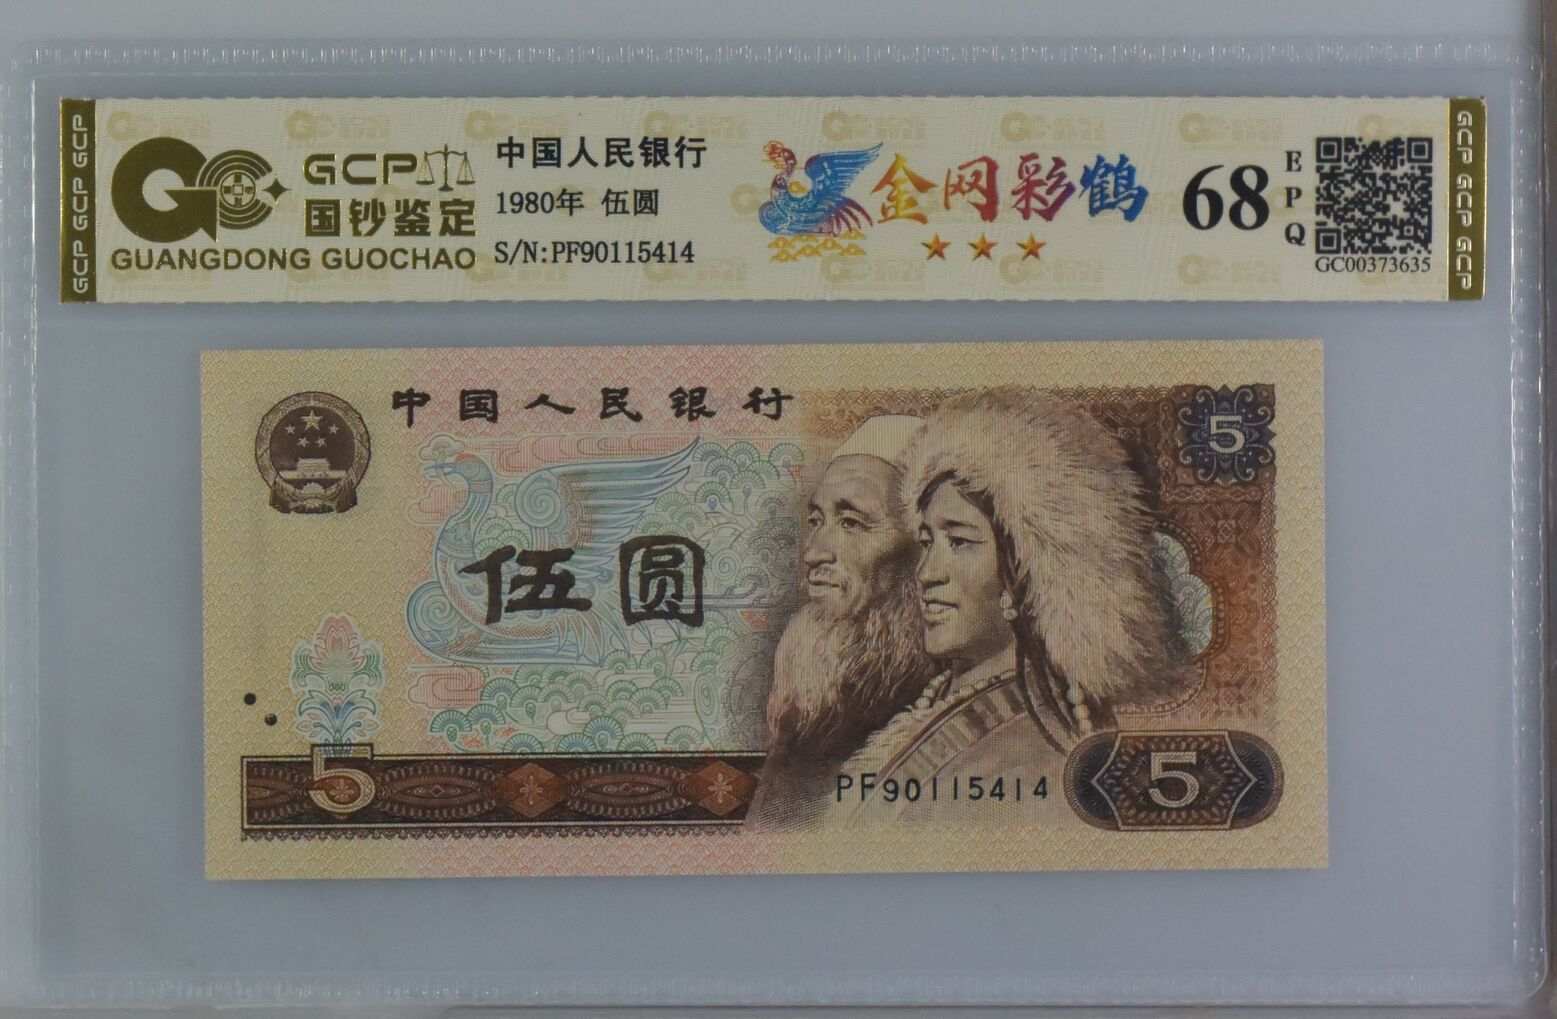 GCP GCP GCP
GCP
国钞鉴定
GUANGDONG GUOCHAO
中国人民银行
1980年 伍圆
S/N:PF90115414
金网彩鹤
68
EPQ
GC00373635
GCP GCP GCP
中国人民银行
5
伍圆
5
PF90115414
5